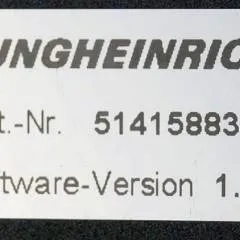 UNGHEINRIC
t.-Nr. 51415883
tware-Version 1.